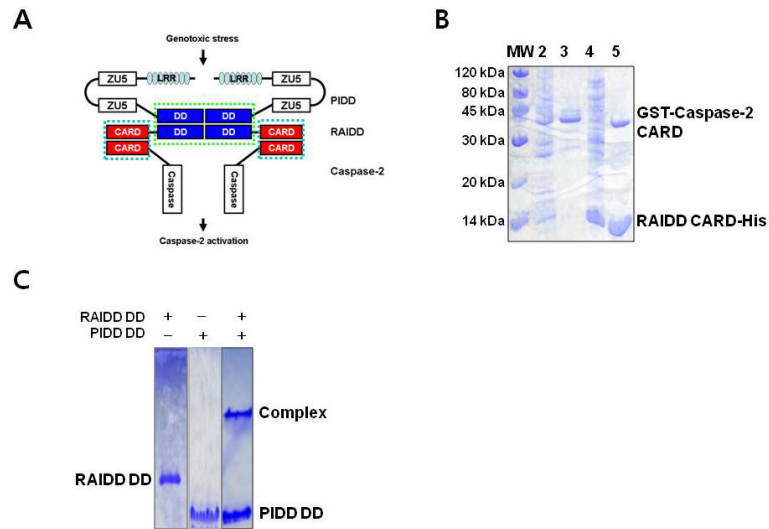 A
Genotoxic stress
ZU5 LRR LRR ZU5
ZU5 ZU5
PIDD
DD DD
CARD DD DD CARD
RAIDD
CARD CARD
Caspase-2
Caspase Caspase
Caspase-2 activation
B
MW 2 3 4 5
120 kDa
80 kDa
45 kDa
30 kDa
20 kDa
14 kDa
GST-Caspase-2
CARD
RAIDD CARD-His
C
RAIDD DD + – +
PIDD DD – + +
Complex
RAIDD DD
PIDD DD